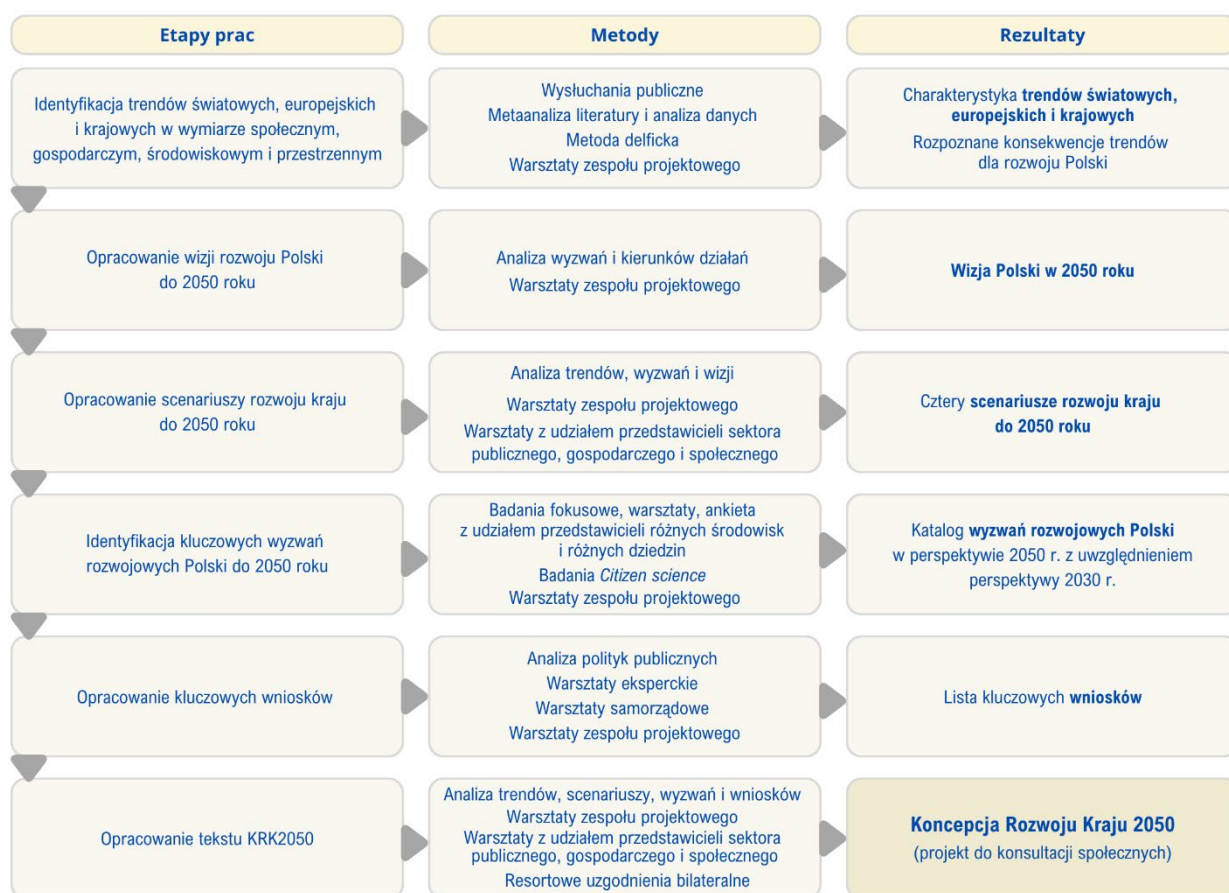 Etapy prac
Metody
Rezultaty
Identyfikacja trendów światowych, europejskich
i krajowych w wymiarze społecznym,
gospodarczym, środowiskowym i przestrzennym
Wysłuchania publiczne
Metaanaliza literatury i analiza danych
Metoda delficka
Warsztaty zespołu projektowego
Charakterystyka trendów światowych,
europejskich i krajowych
Rozpoznane konsekwencje trendów
dla rozwoju Polski
Opracowanie wizji rozwoju Polski
do 2050 roku
Analiza wyzwań i kierunków działań
Warsztaty zespołu projektowego
Wizja Polski w 2050 roku
Opracowanie scenariuszy rozwoju kraju
do 2050 roku
Analiza trendów, wyzwań i wizji
Warsztaty zespołu projektowego
Warsztaty z udziałem przedstawicieli sektora
publicznego, gospodarczego i społecznego
Cztery scenariusze rozwoju kraju
do 2050 roku
Identyfikacja kluczowych wyzwań
rozwojowych Polski do 2050 roku
Badania fokusowe, warsztaty, ankieta
z udziałem przedstawicieli różnych środowisk
i różnych dziedzin
Badania Citizen science
Warsztaty zespołu projektowego
Katalog wyzwań rozwojowych Polski
w perspektywie 2050 r. z uwzględnieniem
perspektywy 2030 r.
Opracowanie kluczowych wniosków
Analiza polityk publicznych
Warsztaty eksperckie
Warsztaty samorządowe
Warsztaty zespołu projektowego
Lista kluczowych wniosków
Opracowanie tekstu KRK2050
Analiza trendów, scenariuszy, wyzwań i wniosków
Warsztaty zespołu projektowego
Warsztaty z udziałem przedstawicieli sektora
publicznego, gospodarczego i społecznego
Resortowe uzgodnienia bilateralne
Koncepcja Rozwoju Kraju 2050
(projekt do konsultacji społecznych)